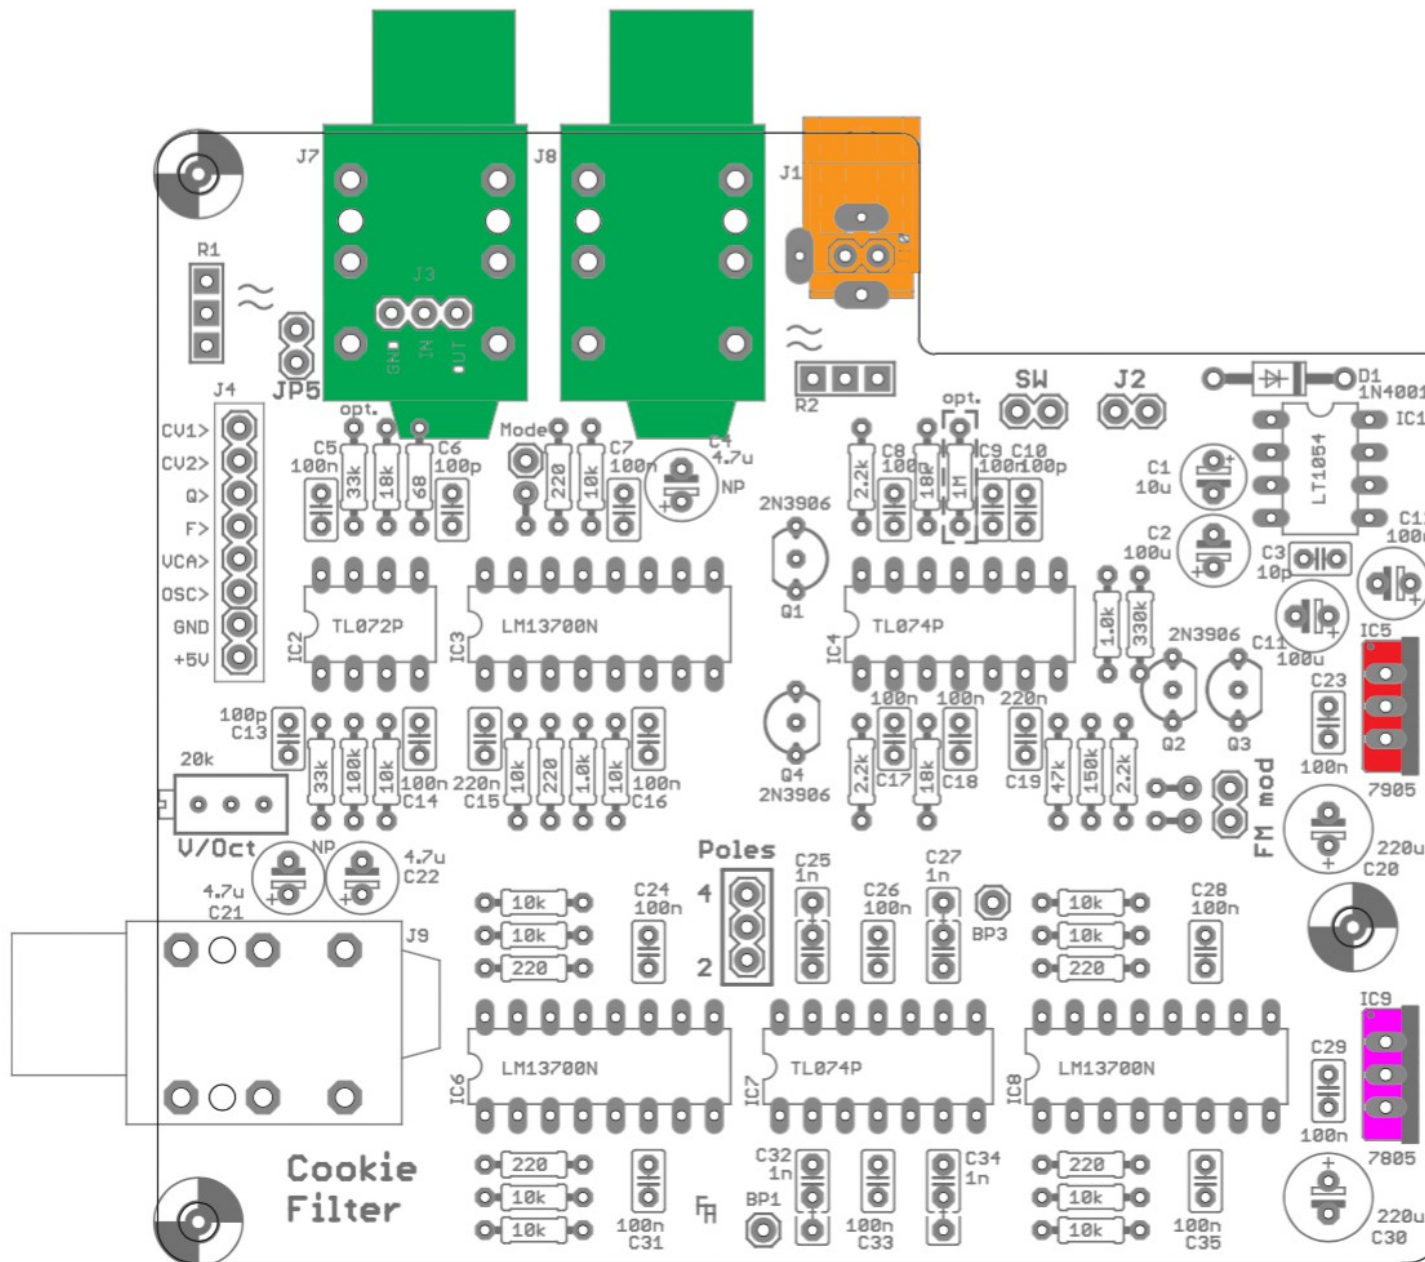 J7
J8
J1
R1
J3
GND
IN
OUT
JP5
J4
CV1>
CV2>
Q>
F>
VCA>
OSC>
GND
+5V
R2
SW
J2
D1
1N4001
IC1
LT1054
opt.
C5
100n
33k
18k
68
C6
100p
Mode
220
10k
C7
100n
C4
4.7u
NP
2N3906
Q1
2.2k
C8
100n
18k
opt.
1M
C9
100n
C10
100p
C1
10u
C2
100u
C3
10p
100u
C11
100u
IC2
TL072P
IC3
LM13700N
IC4
TL074P
1.0k
330k
2N3906
Q2
Q3
IC5
7905
C23
100n
100p
C13
33k
100k
10k
100n
C14
220n
C15
10k
220
1.0k
10k
100n
C16
Q4
2N3906
2.2k
100n
C17
18k
100n
C18
220n
C19
47k
150k
2.2k
FM mod
220u
C20
20k
V/Oct
NP
4.7u
C21
4.7u
C22
J9
10k
10k
220
C24
100n
Poles
4
2
C25
1n
C26
100n
C27
1n
BP3
10k
10k
220
C28
100n
IC6
LM13700N
IC7
TL074P
IC8
LM13700N
IC9
7805
C29
100n
220u
C30
Cookie
Filter
220
10k
10k
100n
C31
FA
BP1
C32
1n
100n
C33
C34
1n
220
10k
10k
100n
C35